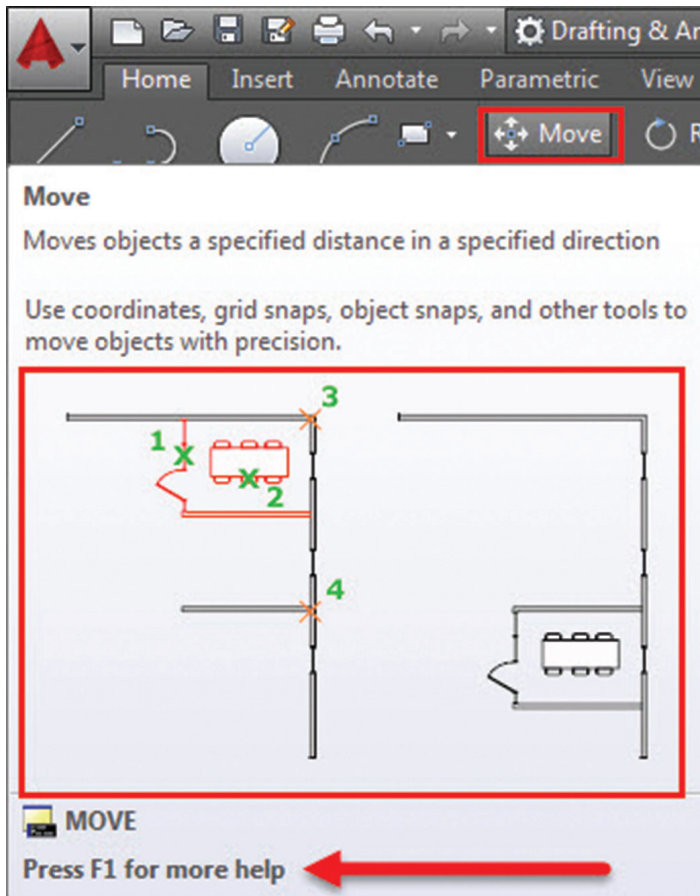 Drafting & An
Home Insert Annotate Parametric View
Move R
Move
Moves objects a specified distance in a specified direction
Use coordinates, grid snaps, object snaps, and other tools to
move objects with precision.
3
1
2
4
MOVE
Press F1 for more help